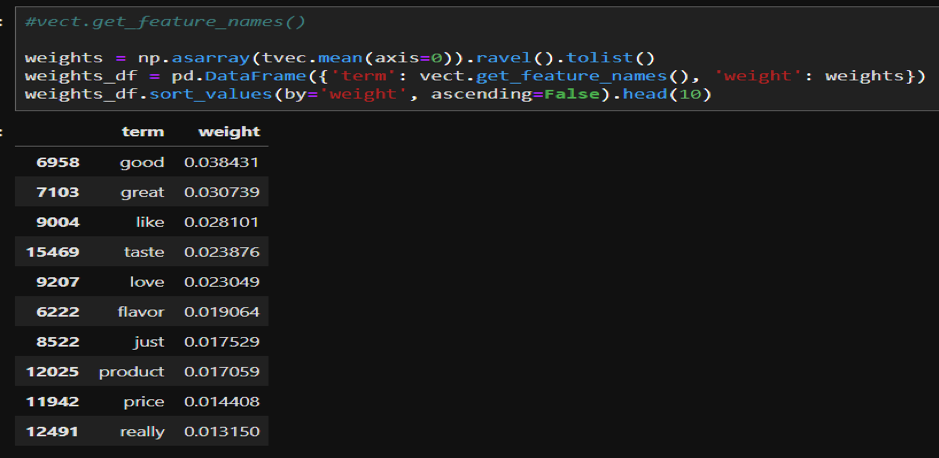 #vect.get_feature_names()
weights = np.asarray(tvec.mean(axis=0)).ravel().tolist()
weights_df = pd.DataFrame({'term': vect.get_feature_names(), 'weight': weights})
weights_df.sort_values(by='weight', ascending=False).head(10)
term weight
6958 good 0.038431
7103 great 0.030739
9004 like 0.028101
15469 taste 0.023876
9207 love 0.023049
6222 flavor 0.019064
8522 just 0.017529
12025 product 0.017059
11942 price 0.014408
12491 really 0.013150